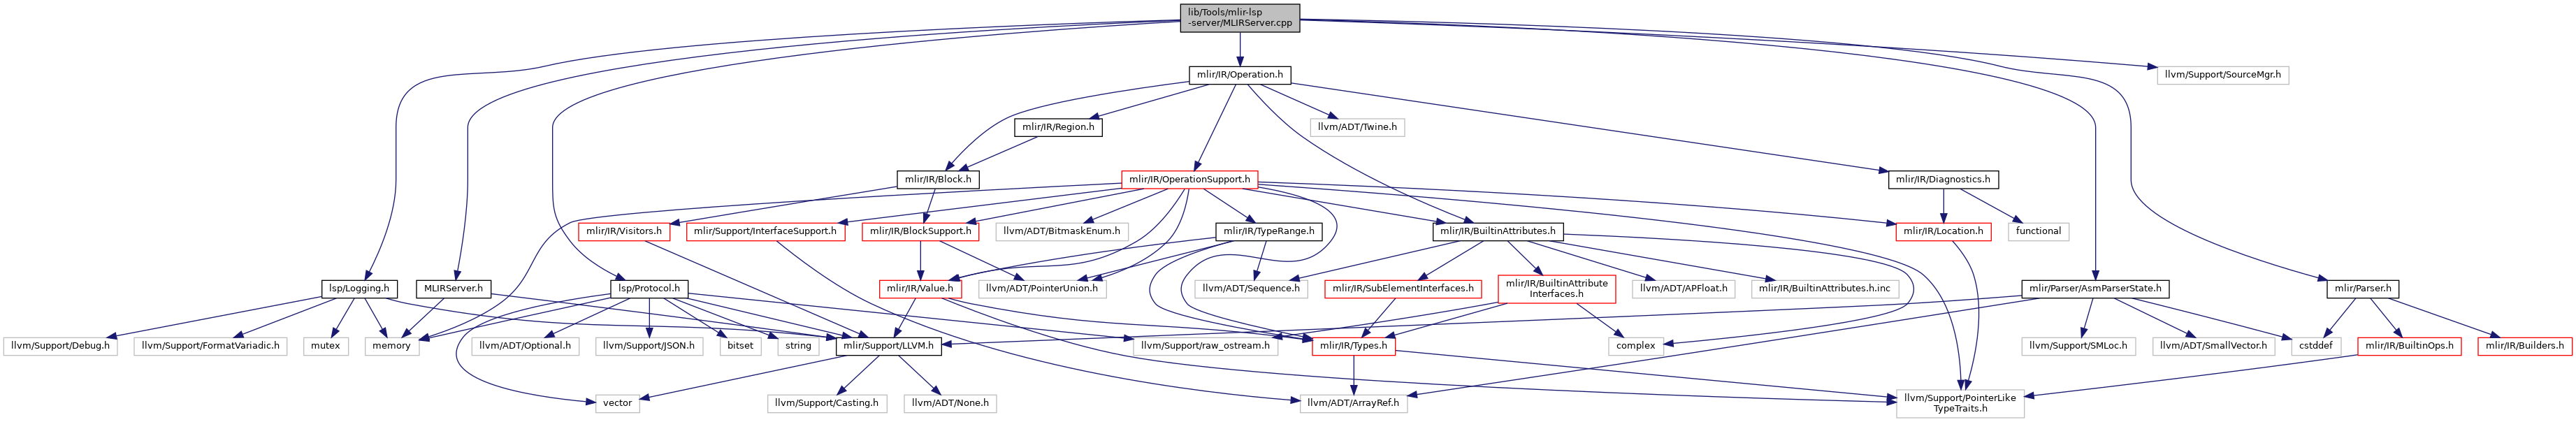 lib/Tools/mlir-lsp
-server/MLIRServer.cpp
mlir/IR/Operation.h
llvm/Support/SourceMgr.h
mlir/IR/Region.h
llvm/ADT/Twine.h
mlir/IR/Block.h
mlir/IR/OperationSupport.h
mlir/IR/Diagnostics.h
mlir/IR/Visitors.h
mlir/Support/InterfaceSupport.h
mlir/IR/BlockSupport.h
llvm/ADT/BitmaskEnum.h
mlir/IR/TypeRange.h
mlir/IR/BuiltinAttributes.h
mlir/IR/Location.h
functional
lsp/Logging.h
MLIRServer.h
lsp/Protocol.h
mlir/IR/Value.h
llvm/ADT/PointerUnion.h
llvm/ADT/Sequence.h
mlir/IR/SubElementInterfaces.h
mlir/IR/BuiltinAttribute
Interfaces.h
llvm/ADT/APFloat.h
mlir/IR/BuiltinAttributes.h.inc
mlir/Parser/AsmParserState.h
mlir/Parser.h
llvm/Support/Debug.h
llvm/Support/FormatVariadic.h
mutex
memory
llvm/ADT/Optional.h
llvm/Support/JSON.h
bitset
string
mlir/Support/LLVM.h
llvm/Support/raw_ostream.h
mlir/IR/Types.h
complex
llvm/Support/SMLoc.h
llvm/ADT/SmallVector.h
cstddef
mlir/IR/BuiltinOps.h
mlir/IR/Builders.h
vector
llvm/Support/Casting.h
llvm/ADT/None.h
llvm/ADT/ArrayRef.h
llvm/Support/PointerLike
TypeTraits.h